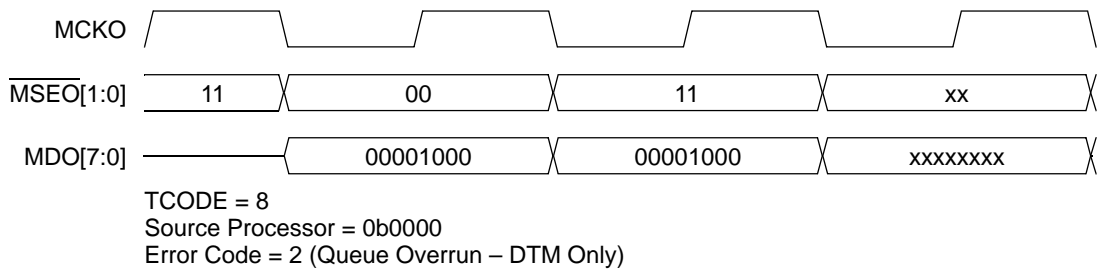 MCKO
MSEO[1:0] 11 00 11 xx
MDO[7:0] 00001000 00001000 xxxxxxxx
TCODE = 8
Source Processor = 0b0000
Error Code = 2 (Queue Overrun – DTM Only)